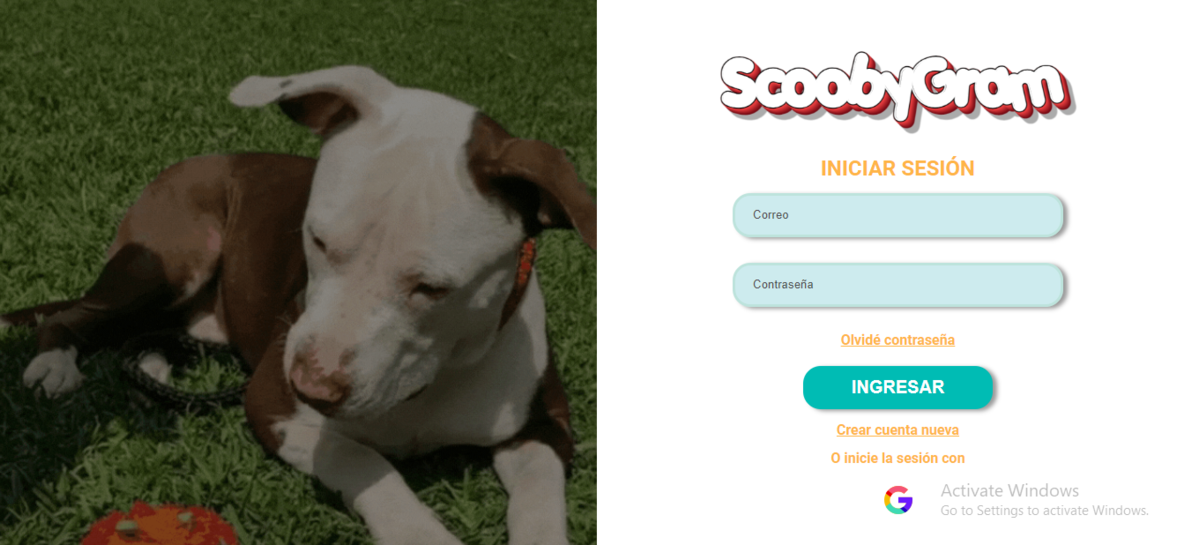 ScoobyGram
INICIAR SESIÓN
Correo
Contraseña
Olvidé contraseña
INGRESAR
Crear cuenta nueva
O inicie la sesión con
G
Activate Windows
Go to Settings to activate Windows.